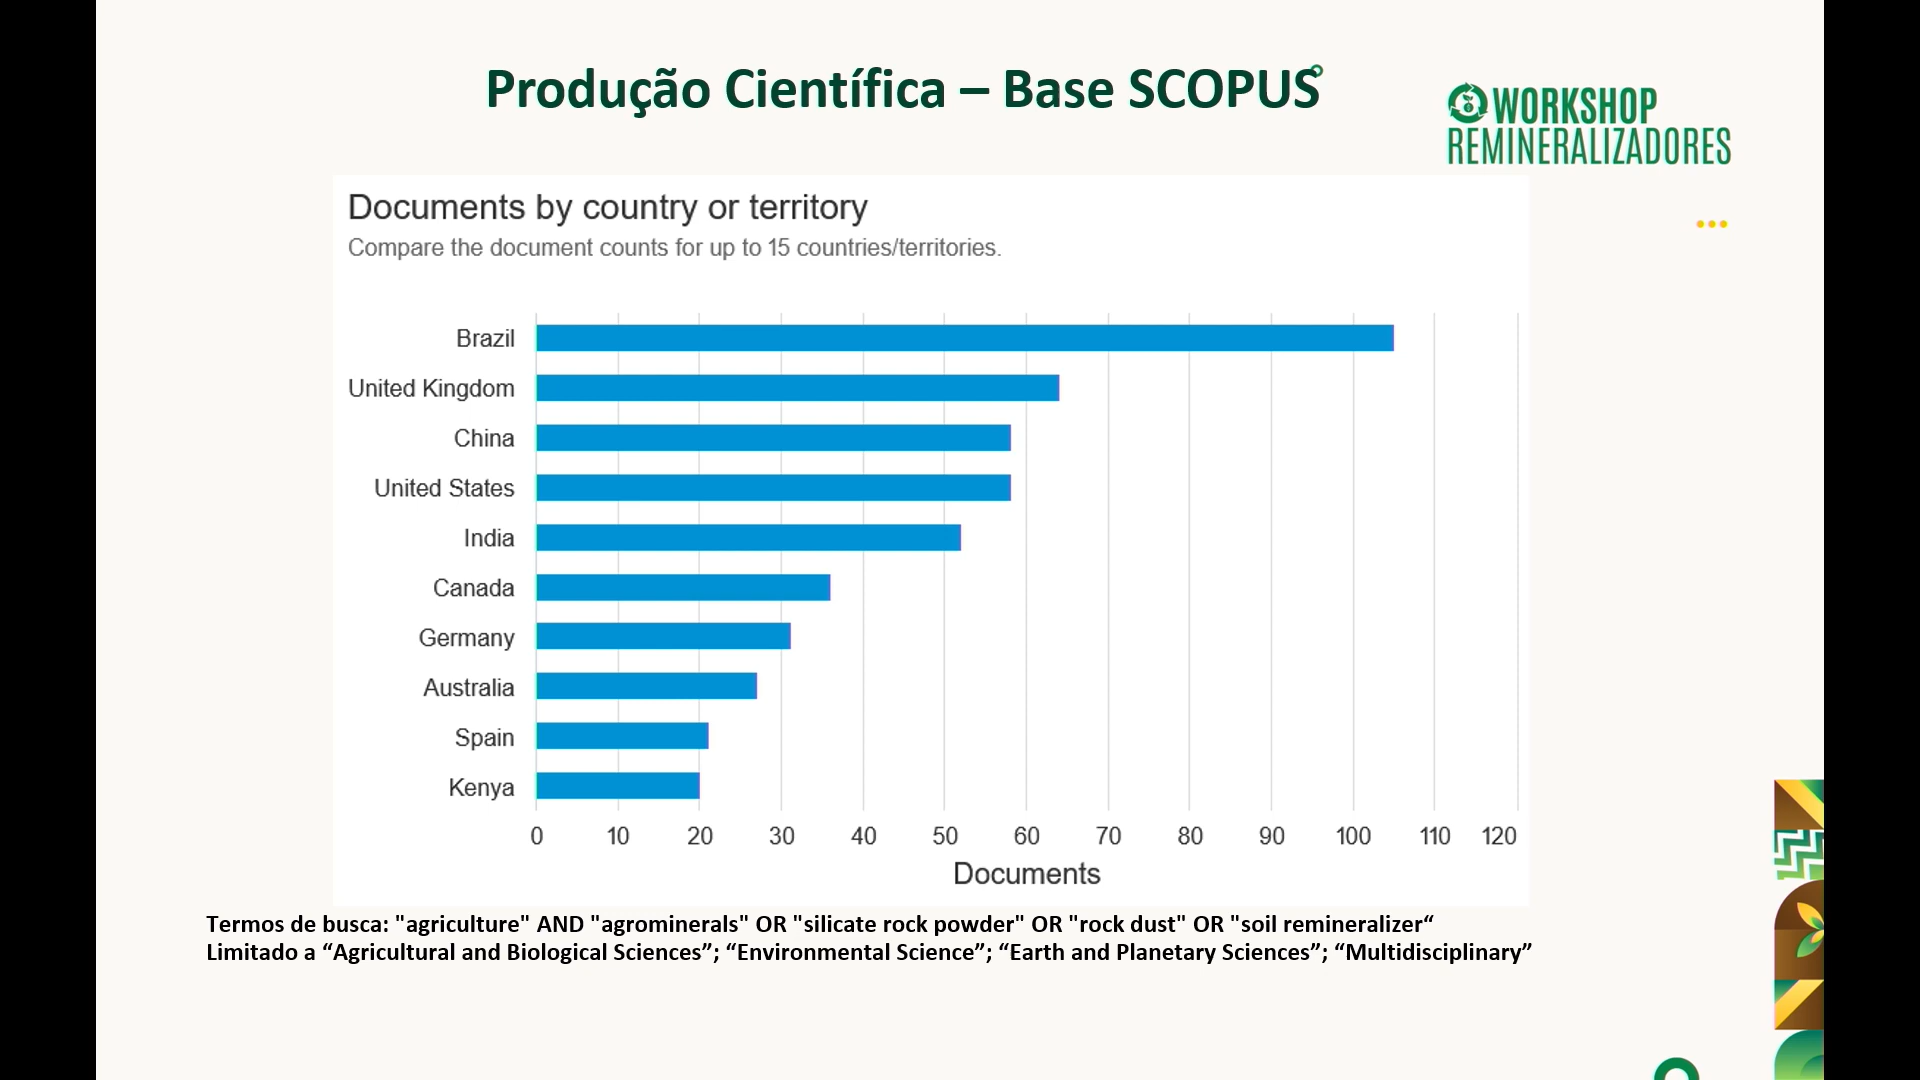 Produção Científica – Base SCOPUS
WORKSHOP
REMINERALIZADORES
Documents by country or territory
Compare the document counts for up to 15 countries/territories.
Brazil
United Kingdom
China
United States
India
Canada
Germany
Australia
Spain
Kenya
0 10 20 30 40 50 60 70 80 90 100 110 120
Documents
Termos de busca: "agriculture" AND "agrominerals" OR "silicate rock powder" OR "rock dust" OR "soil remineralizer“
Limitado a “Agricultural and Biological Sciences”; “Environmental Science”; “Earth and Planetary Sciences”; “Multidisciplinary”